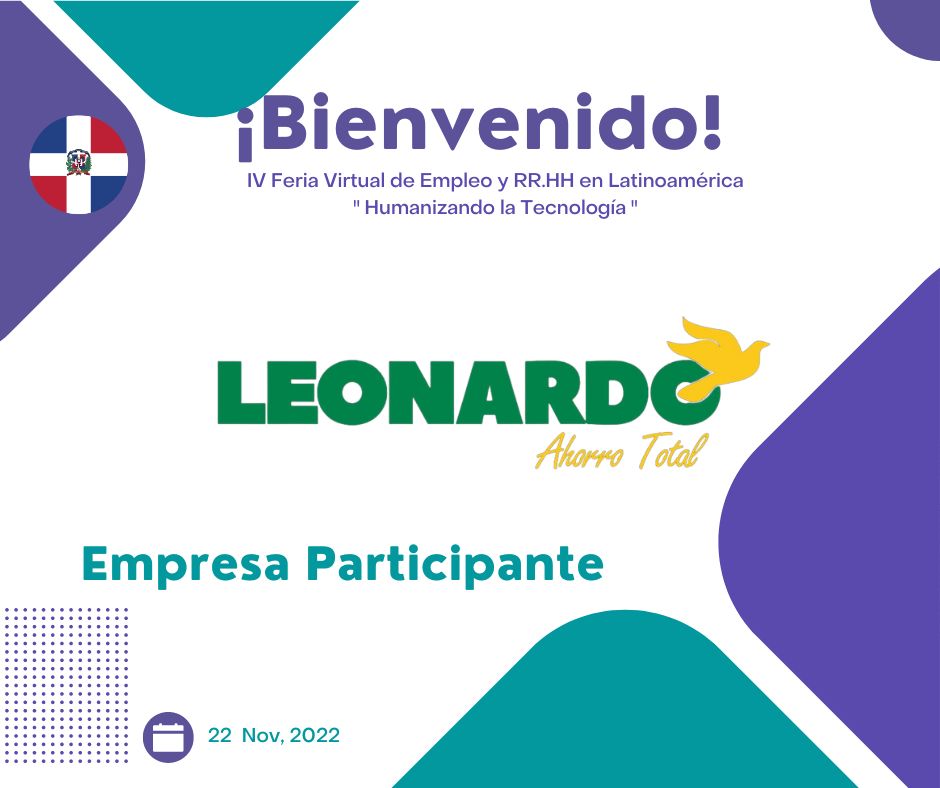 ¡Bienvenido!
IV Feria Virtual de Empleo y RR.HH en Latinoamérica
" Humanizando la Tecnología "
LEONARDO
Ahorro Total
Empresa Participante
22 Nov, 2022